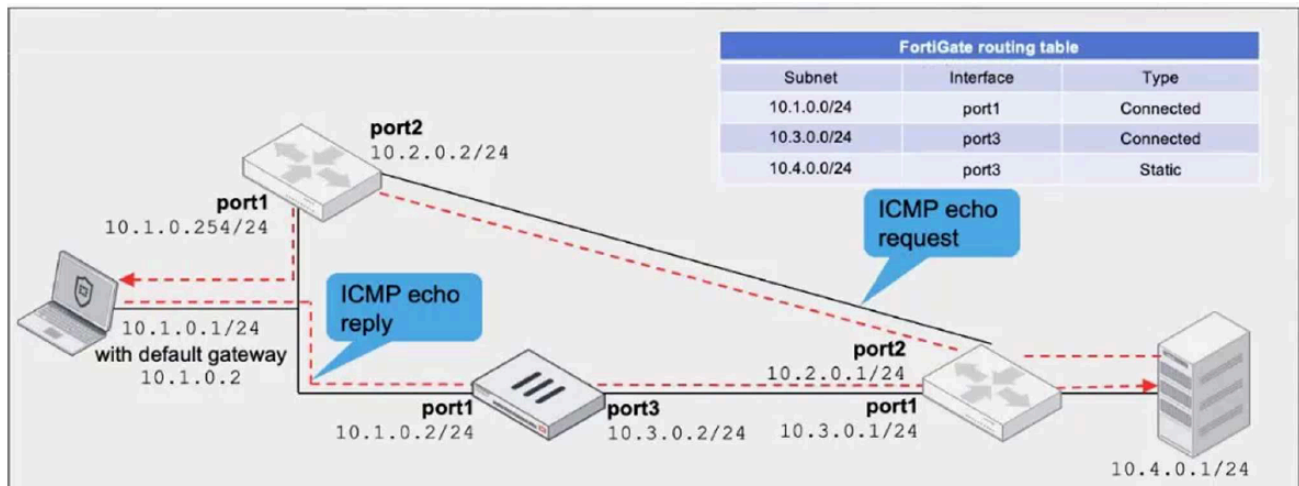 FortiGate routing table
Subnet Interface Type
10.1.0.0/24 port1 Connected
10.3.0.0/24 port3 Connected
10.4.0.0/24 port3 Static
port2
10.2.0.2/24
port1
10.1.0.254/24
ICMP echo
request
ICMP echo
reply
10.1.0.1/24
with default gateway
10.1.0.2
port1
10.1.0.2/24
port3
10.3.0.2/24
port2
10.2.0.1/24
port1
10.3.0.1/24
10.4.0.1/24